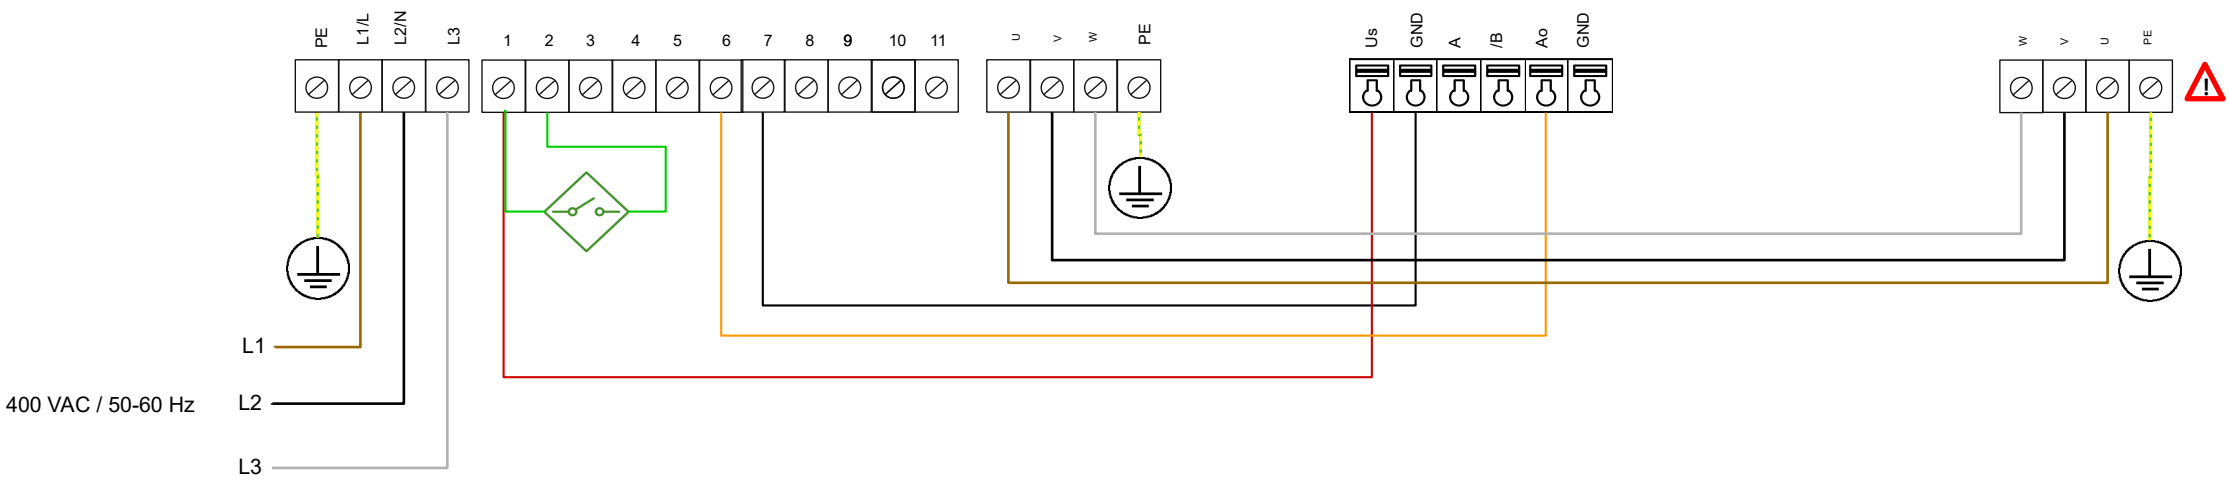 PE L1/L L2/N L3
1 2 3 4 5 6 7 8 9 10 11
U V W PE
Us GND A /B Ao GND
W V U PE
!
L1
400 VAC / 50-60 Hz L2
L3